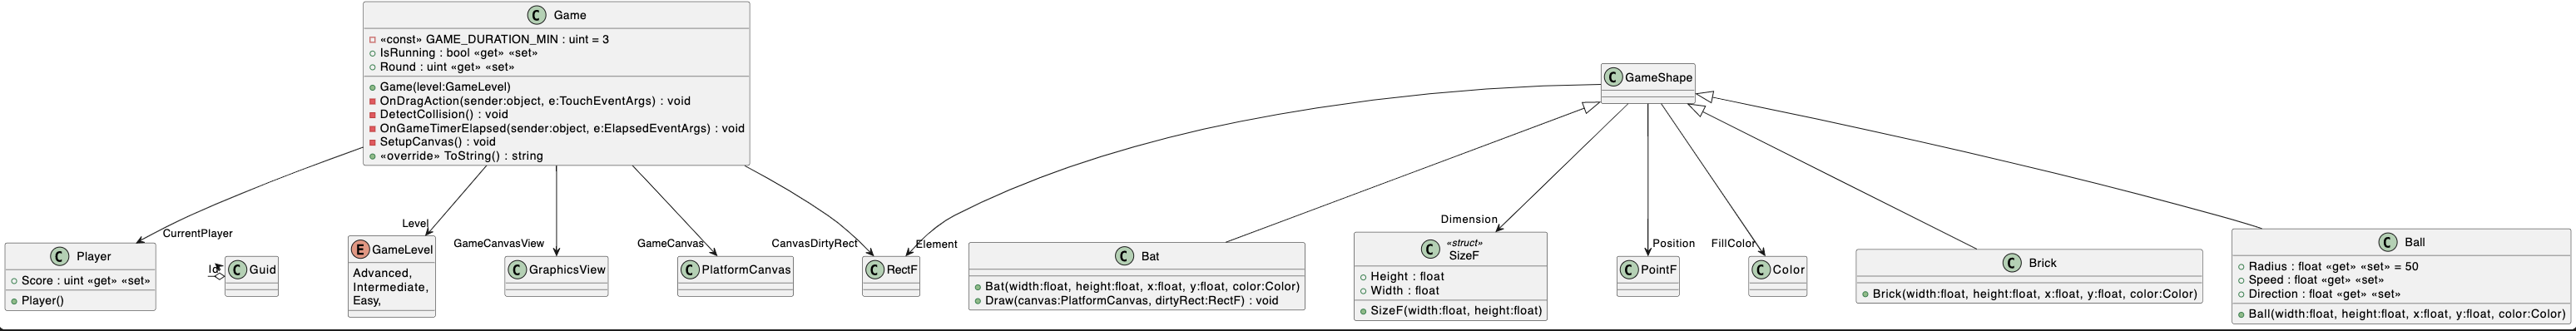 C Game
«const» GAME_DURATION_MIN : uint = 3
IsRunning : bool «get» «set»
Round : uint «get» «set»
Game(level:GameLevel)
OnDragAction(sender:object, e:TouchEventArgs) : void
DetectCollision() : void
OnGameTimerElapsed(sender:object, e:ElapsedEventArgs) : void
SetupCanvas() : void
«override» ToString() : string
C GameShape
CurrentPlayer
Level
GameCanvasView
GameCanvas
CanvasDirtyRect
Element
Dimension
Position
FillColor
C Player
Score : uint «get» «set»
Player()
Id
C Guid
E GameLevel
Advanced,
Intermediate,
Easy,
C GraphicsView
C PlatformCanvas
C RectF
C Bat
Bat(width:float, height:float, x:float, y:float, color:Color)
Draw(canvas:PlatformCanvas, dirtyRect:RectF) : void
«struct»
C SizeF
Height : float
Width : float
SizeF(width:float, height:float)
C PointF
C Color
C Brick
Brick(width:float, height:float, x:float, y:float, color:Color)
C Ball
Radius : float «get» «set» = 50
Speed : float «get» «set»
Direction : float «get» «set»
Ball(width:float, height:float, x:float, y:float, color:Color)